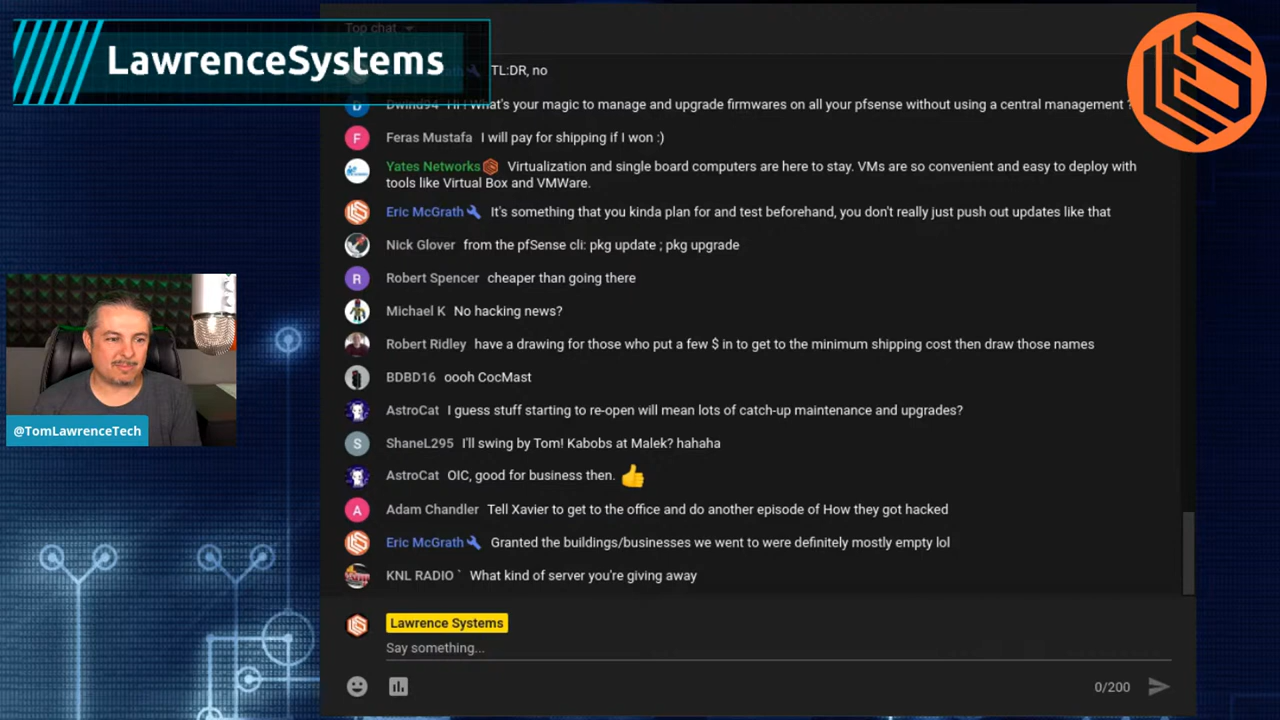 LawrenceSystems
Top chat
TL:DR, no
Dwind94 Hi ! What's your magic to manage and upgrade firmwares on all your pfsense without using a central management ?
F Feras Mustafa I will pay for shipping if I won :)
Yates Networks Virtualization and single board computers are here to stay. VMs are so convenient and easy to deploy with
tools like Virtual Box and VMWare.
Eric McGrath It's something that you kinda plan for and test beforehand, you don't really just push out updates like that
Nick Glover from the pfSense cli: pkg update ; pkg upgrade
R Robert Spencer cheaper than going there
Michael K No hacking news?
Robert Ridley have a drawing for those who put a few $ in to get to the minimum shipping cost then draw those names
BDBD16 oooh CocMast
AstroCat I guess stuff starting to re-open will mean lots of catch-up maintenance and upgrades?
@TomLawrenceTech
S ShaneL295 I'll swing by Tom! Kabobs at Malek? hahaha
AstroCat OIC, good for business then. 👍
A Adam Chandler Tell Xavier to get to the office and do another episode of How they got hacked
Eric McGrath Granted the buildings/businesses we went to were definitely mostly empty lol
KNL RADIO ` What kind of server you're giving away
Lawrence Systems
Say something...
0/200